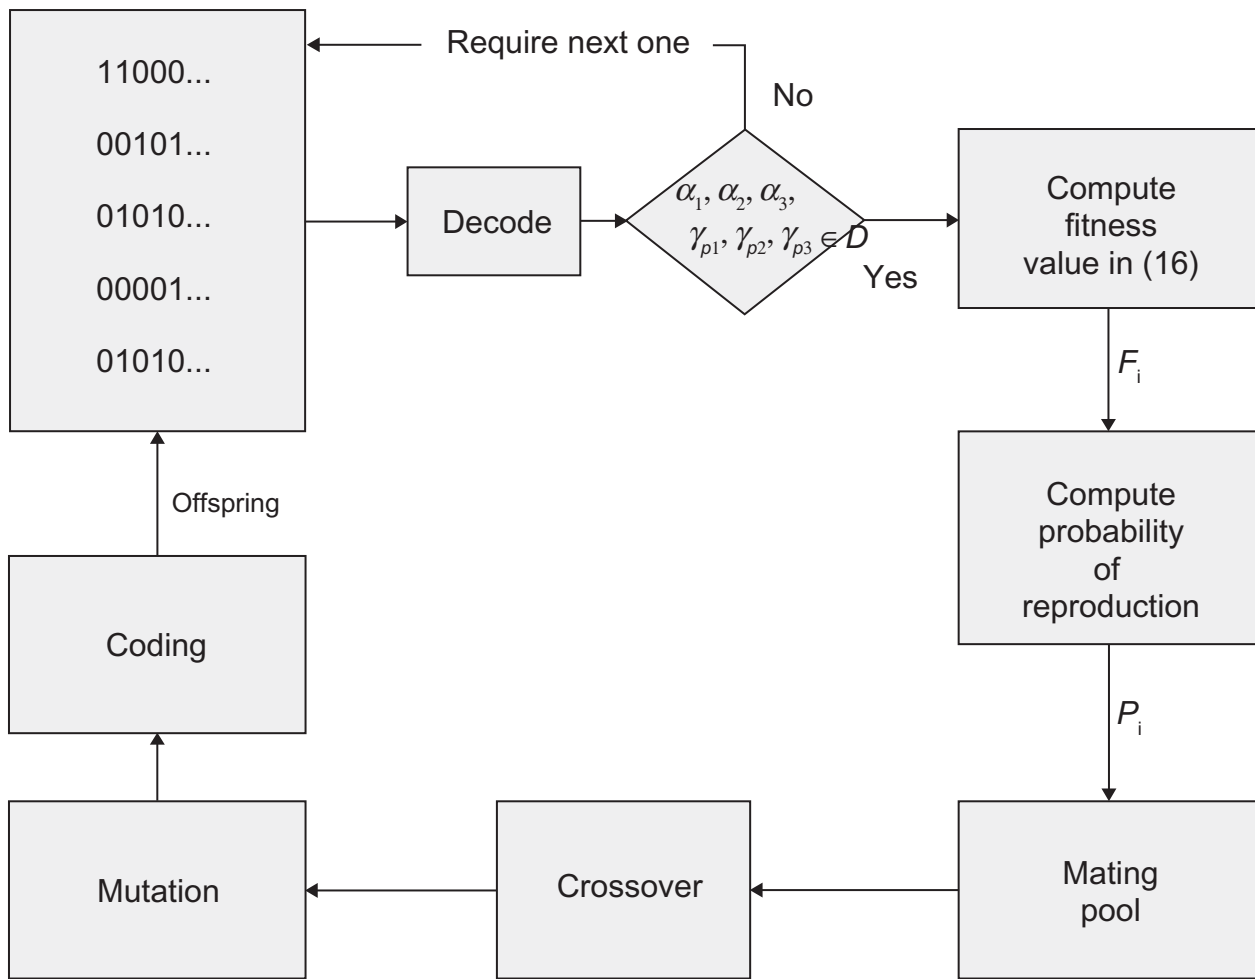 11000...
00101...
01010...
00001...
01010...
Require next one
No
Decode
α₁, α₂, α₃,
γₚ₁, γₚ₂, γₚ₃ ∈ D
Yes
Compute
fitness
value in (16)
Fᵢ
Compute
probability
of
reproduction
Pᵢ
Mating
pool
Crossover
Mutation
Coding
Offspring